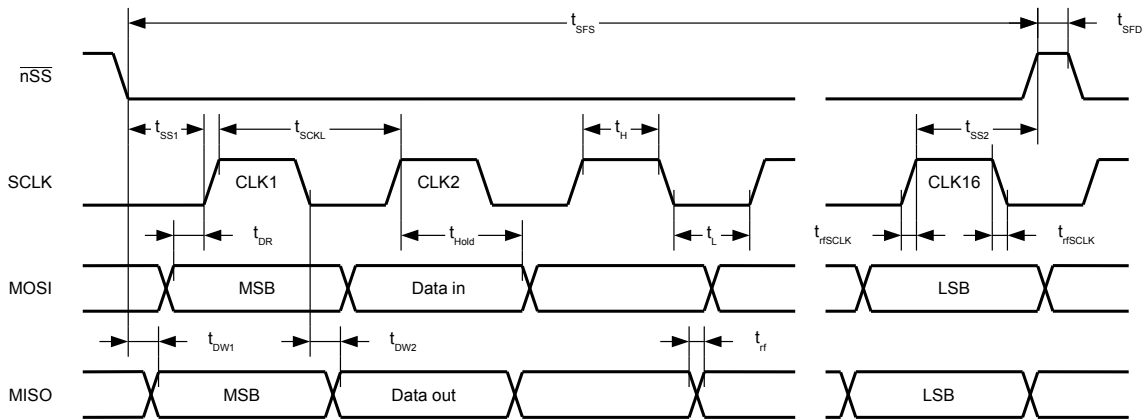 tSFS
tSFD
nSS
tSS1
tSCKL
tH
tSS2
SCLK
CLK1
CLK2
CLK16
tDR
tHold
tL
trfSCLK
trfSCLK
MOSI
MSB
Data in
LSB
tDW1
tDW2
trf
MISO
MSB
Data out
LSB